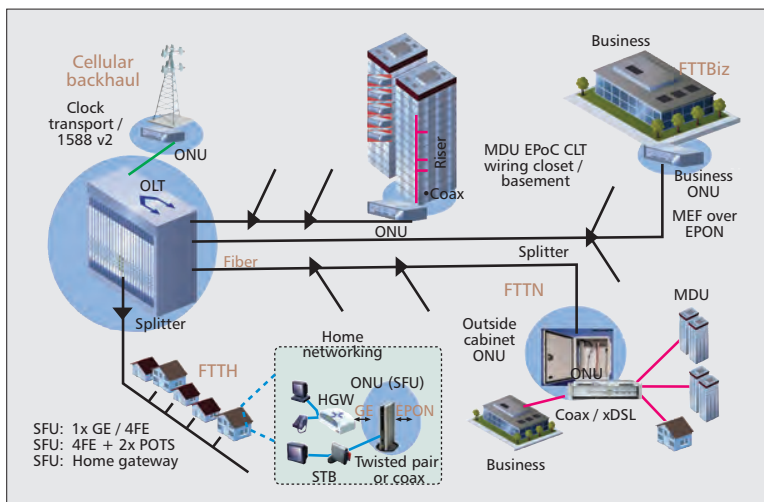 Cellular
backhaul
Clock
transport /
1588 v2
ONU
OLT
Riser
•Coax
ONU
MDU EPoC CLT
wiring closet /
basement
Business
FTTBiz
Business
ONU
MEF over
EPON
Splitter
Fiber
Splitter
FTTN
Outside
cabinet
ONU
MDU
ONU
Coax / xDSL
Business
FTTH
Home
networking
ONU (SFU)
HGW
GE
EPON
STB
Twisted pair
or coax
SFU: 1x GE / 4FE
SFU: 4FE + 2x POTS
SFU: Home gateway